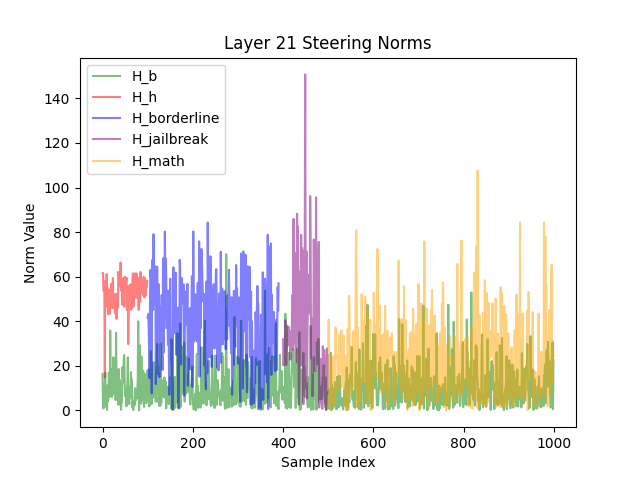 Layer 21 Steering Norms
H_b
H_h
H_borderline
H_jailbreak
H_math
Norm Value
140
120
100
80
60
40
20
0
0 200 400 600 800 1000
Sample Index